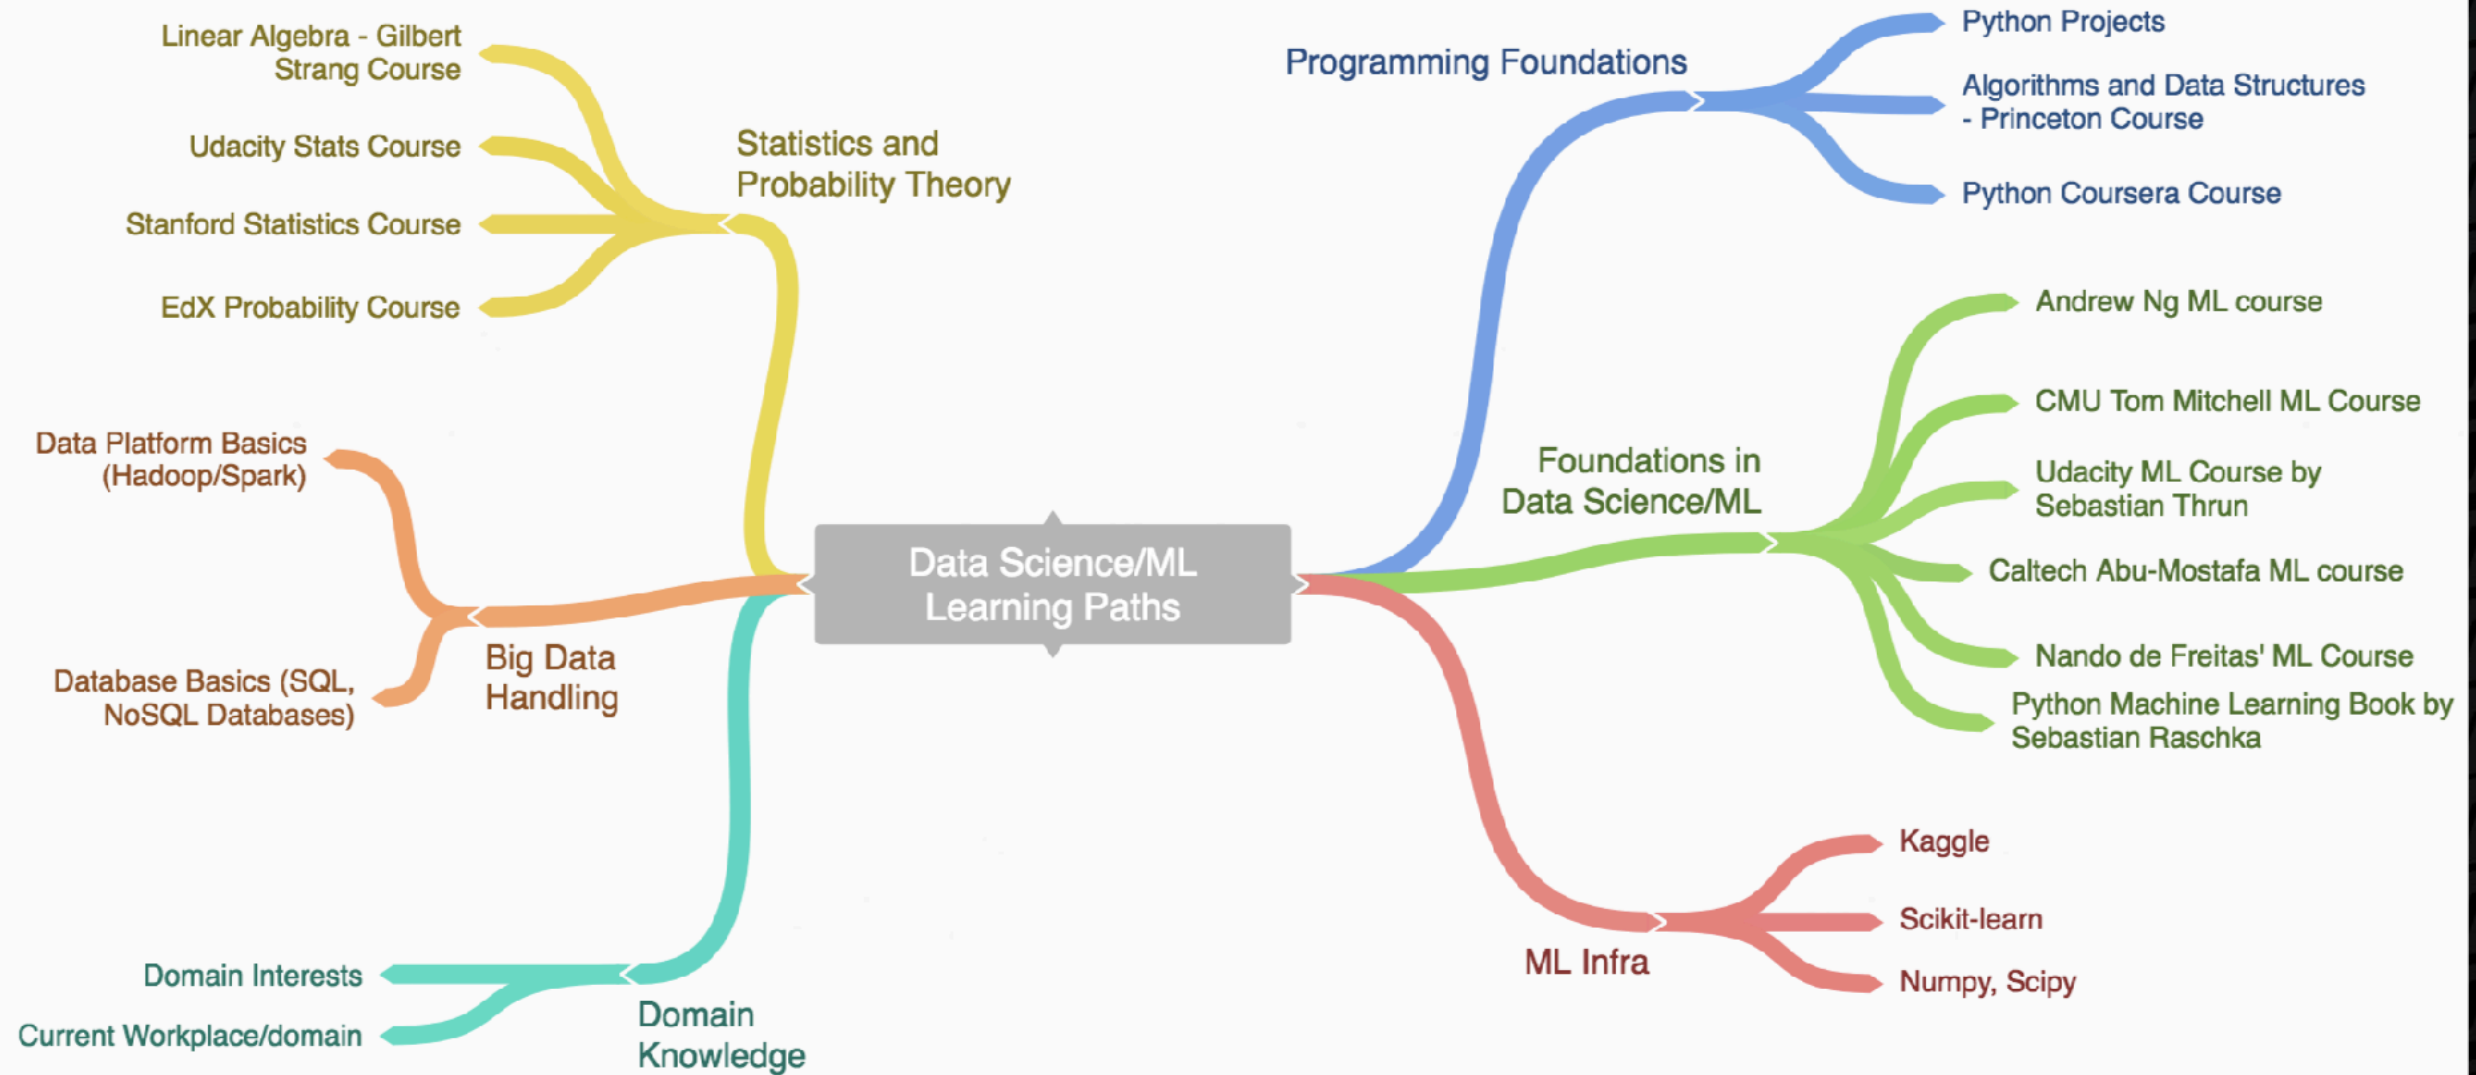 Linear Algebra - Gilbert
Strang Course
Udacity Stats Course
Stanford Statistics Course
EdX Probability Course
Statistics and
Probability Theory
Data Platform Basics
(Hadoop/Spark)
Database Basics (SQL,
NoSQL Databases)
Big Data
Handling
Domain Interests
Current Workplace/domain
Domain
Knowledge
Data Science/ML
Learning Paths
Programming Foundations
Python Projects
Algorithms and Data Structures
- Princeton Course
Python Coursera Course
Foundations in
Data Science/ML
Andrew Ng ML course
CMU Tom Mitchell ML Course
Udacity ML Course by
Sebastian Thrun
Caltech Abu-Mostafa ML course
Nando de Freitas' ML Course
Python Machine Learning Book by
Sebastian Raschka
ML Infra
Kaggle
Scikit-learn
Numpy, Scipy